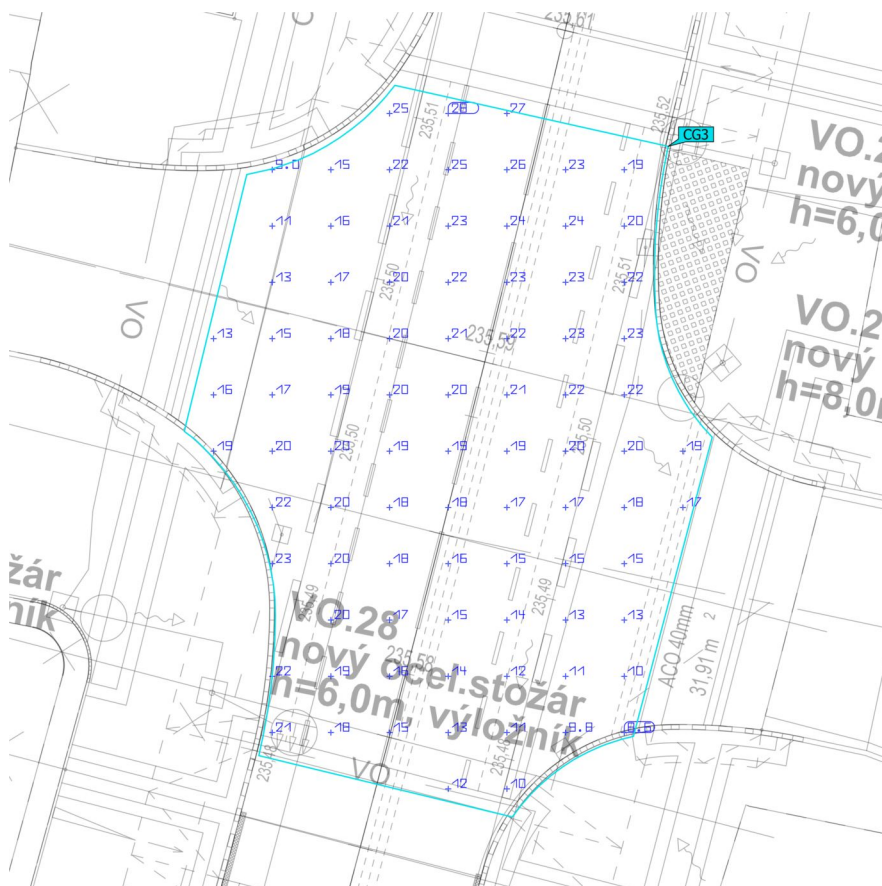 235,61
235,51
235,52
CG3
25 28 27
9.0 15 22 25 26 23 19
11 16 21 23 24 24 20
13 17 20 22 23 23 22
13 15 18 20 21 22 23 23
16 17 19 20 20 21 22 22
19 20 20 19 19 19 20 20 19
22 20 19 18 17 17 18 17
23 20 18 16 15 15 15
20 17 15 14 13 13
22 19 16 14 12 11 10
21 18 15 13 11 9.8
12 10
VO.2
nový
h=6,0
VO
235,50
235,51
VO
235,59
VO.2
nový
h=8,0m
235,50
235,50
žár
ník
235,49
235,49
VO.28
nový ocel.stožár
h=6,0m, výložník
235,58
ACO 40mm
31,91 m 2
235,48
VO